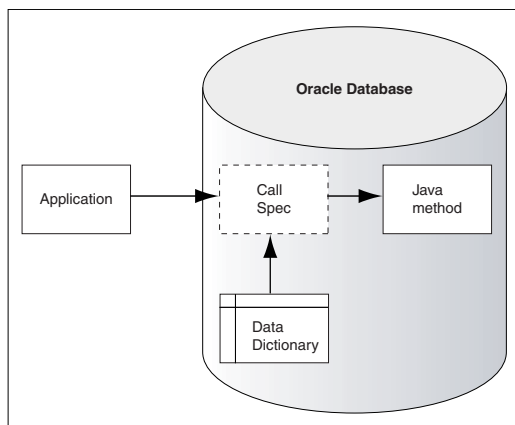 Oracle Database
Application
Call
Spec
Java
method
Data
Dictionary